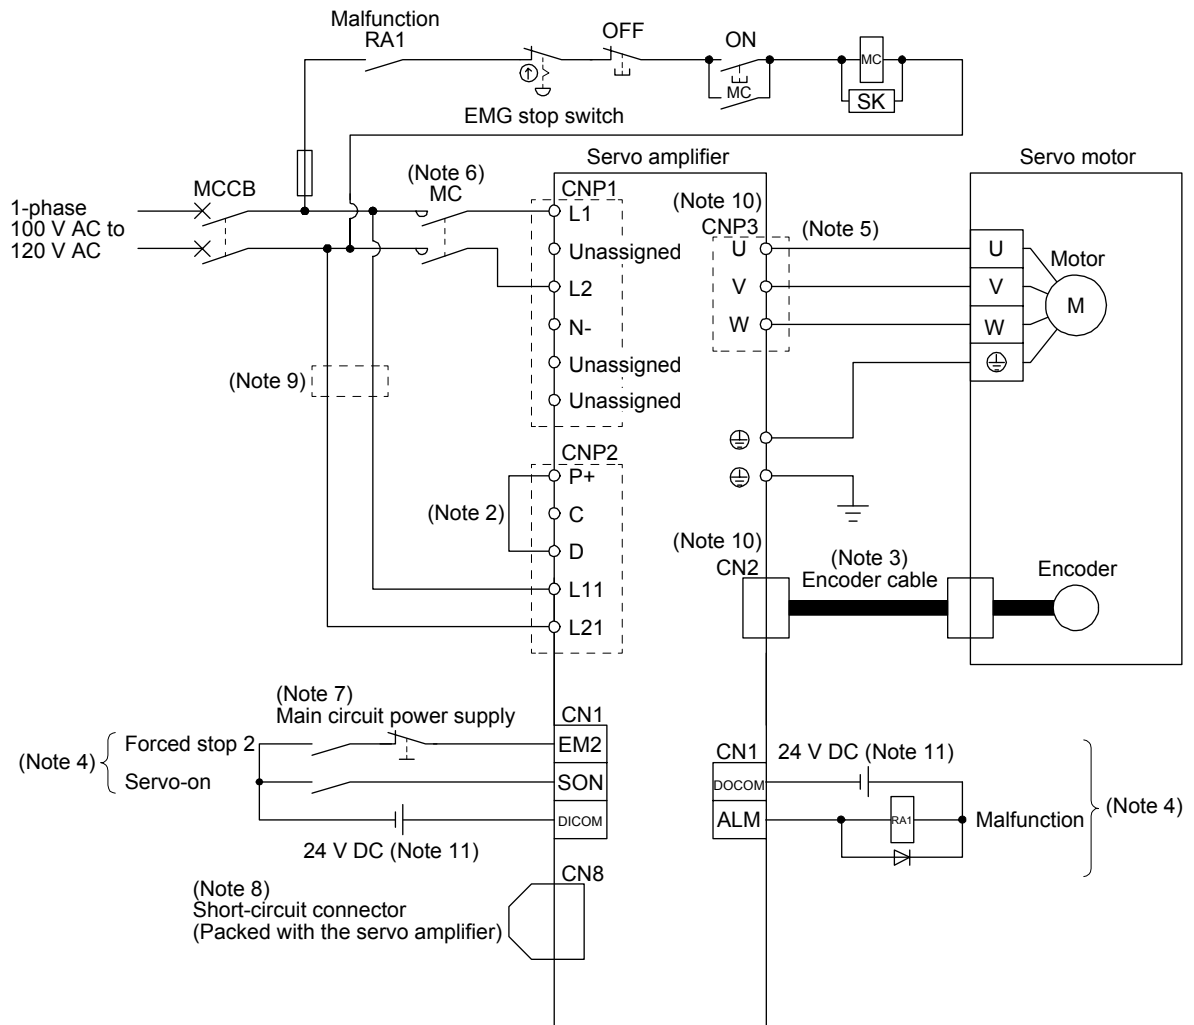 Malfunction
RA1
OFF
ON
MC
MC
SK
EMG stop switch
Servo amplifier
Servo motor
MCCB
(Note 6)
MC
CNP1
1-phase
100 V AC to
120 V AC
L1
Unassigned
L2
N-
Unassigned
Unassigned
(Note 10)
CNP3
U
V
W
(Note 5)
U
V
W
Motor
M
(Note 9)
CNP2
P+
C
D
L11
L21
(Note 2)
(Note 10)
CN2
(Note 3)
Encoder cable
Encoder
(Note 7)
Main circuit power supply
CN1
(Note 4)
Forced stop 2
EM2
Servo-on
SON
DICOM
24 V DC (Note 11)
CN1
24 V DC (Note 11)
DOCOM
ALM
RA1
Malfunction
(Note 4)
CN8
(Note 8)
Short-circuit connector
(Packed with the servo amplifier)